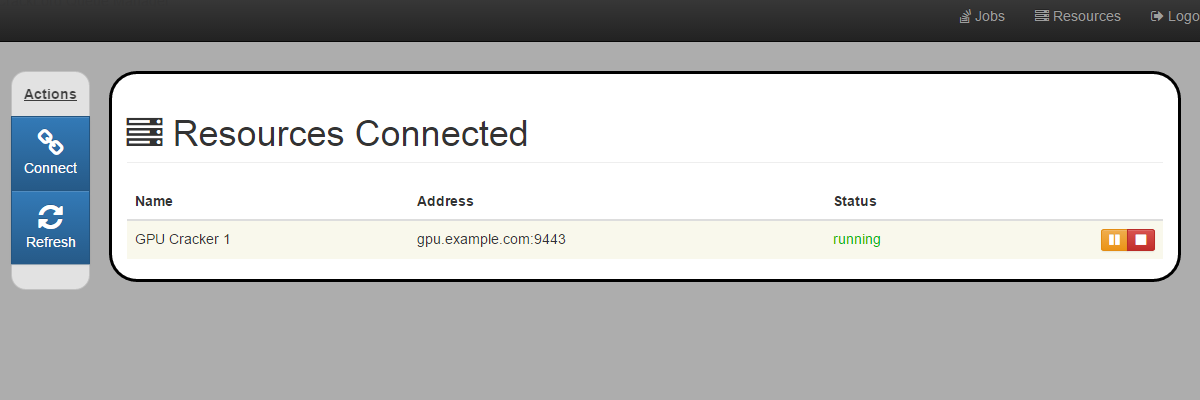 Jobs Resources Logo
Actions
Connect
Refresh
Resources Connected
Name Address Status
GPU Cracker 1 gpu.example.com:9443 running